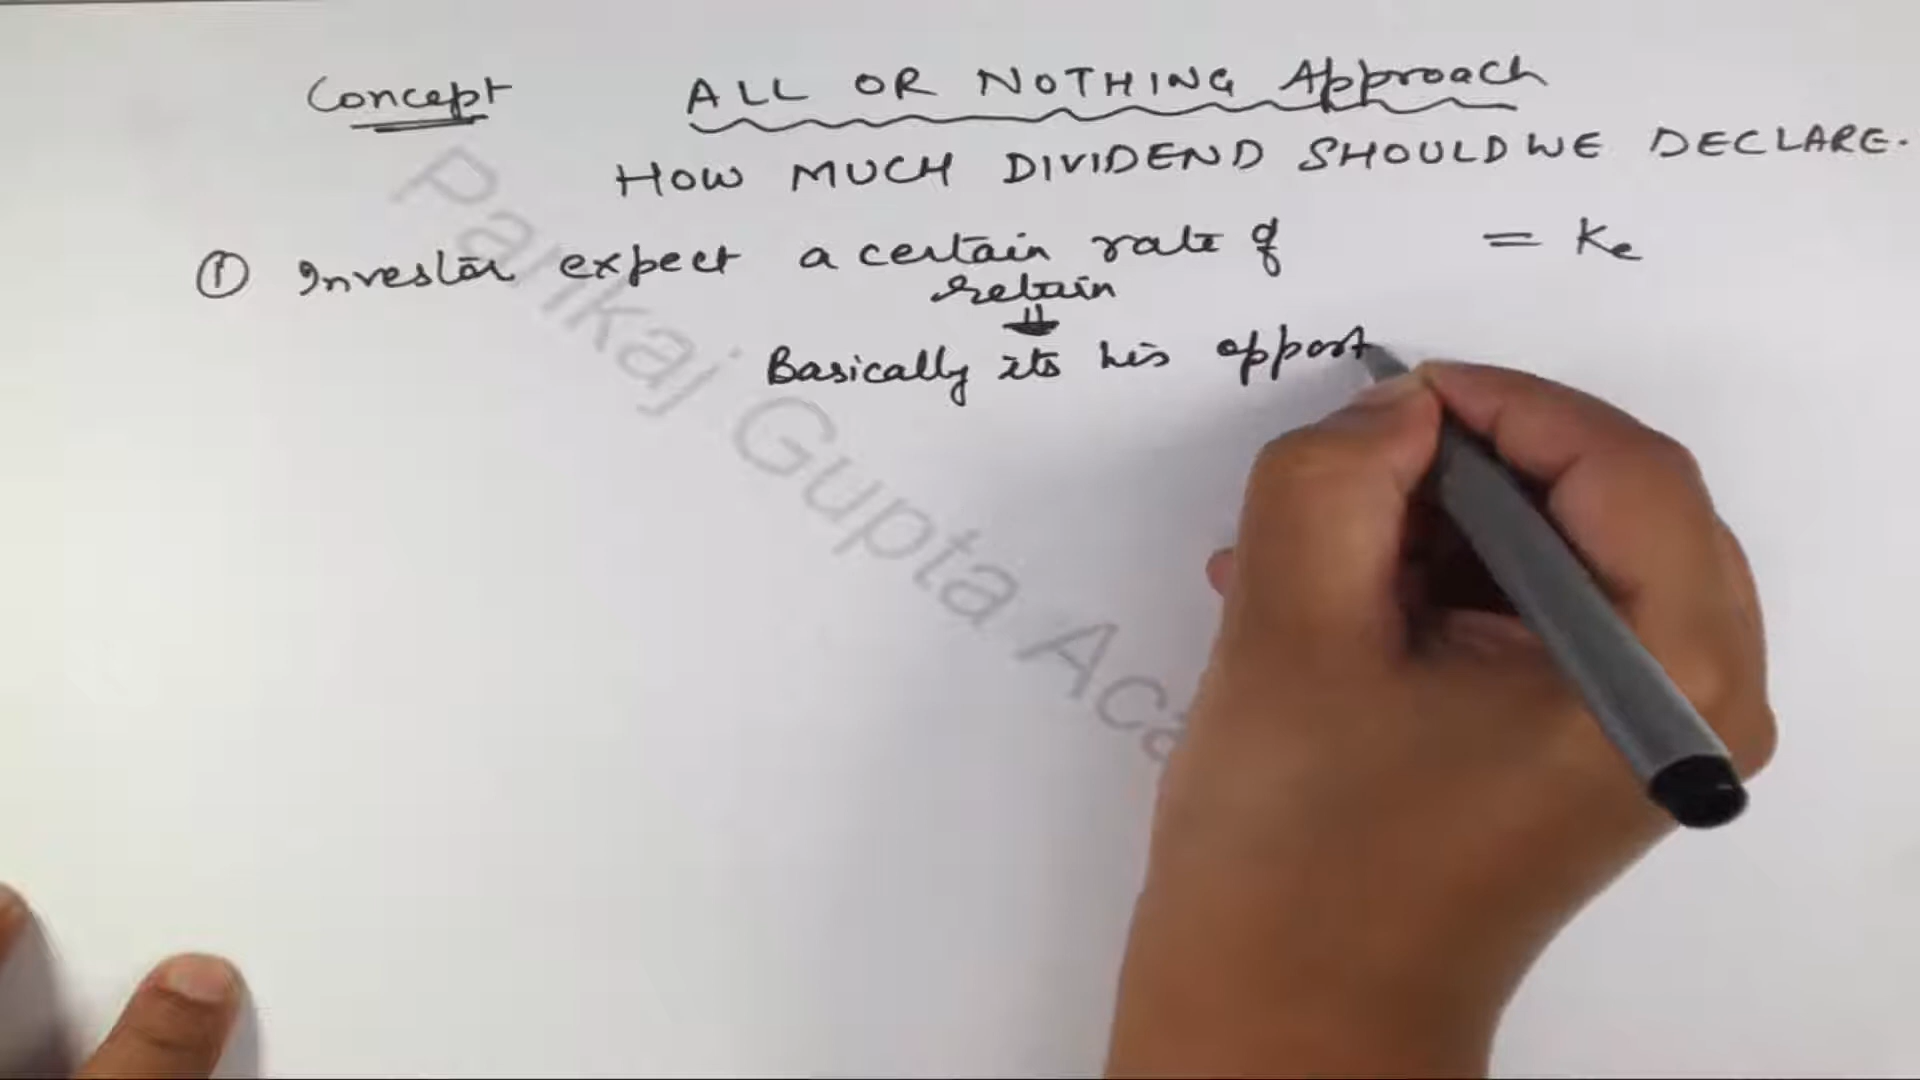 Concept ALL OR NOTHING Approach
HOW MUCH DIVIDEND SHOULD WE DECLARE.
① Investor expect a certain rate of = Ke
retain
Basically its his opport
Pankaj Gupta Aca